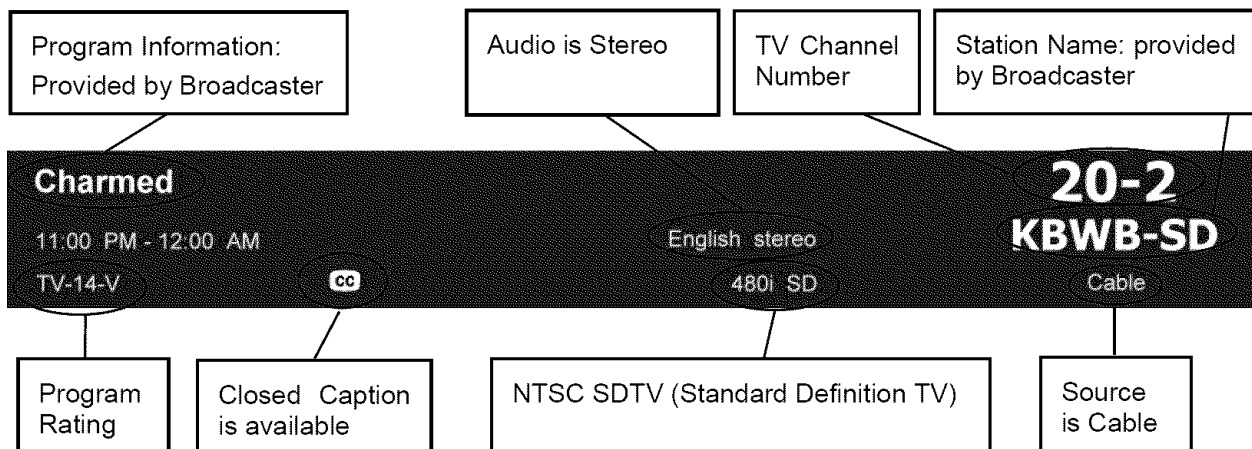 Program Information:
Provided by Broadcaster
Audio is Stereo
TV Channel
Number
Station Name: provided
by Broadcaster
Charmed
20-2
11:00 PM - 12:00 AM
English stereo
KBWB-SD
TV-14-V
cc
480i SD
Cable
Program
Rating
Closed Caption
is available
NTSC SDTV (Standard Definition TV)
Source
is Cable